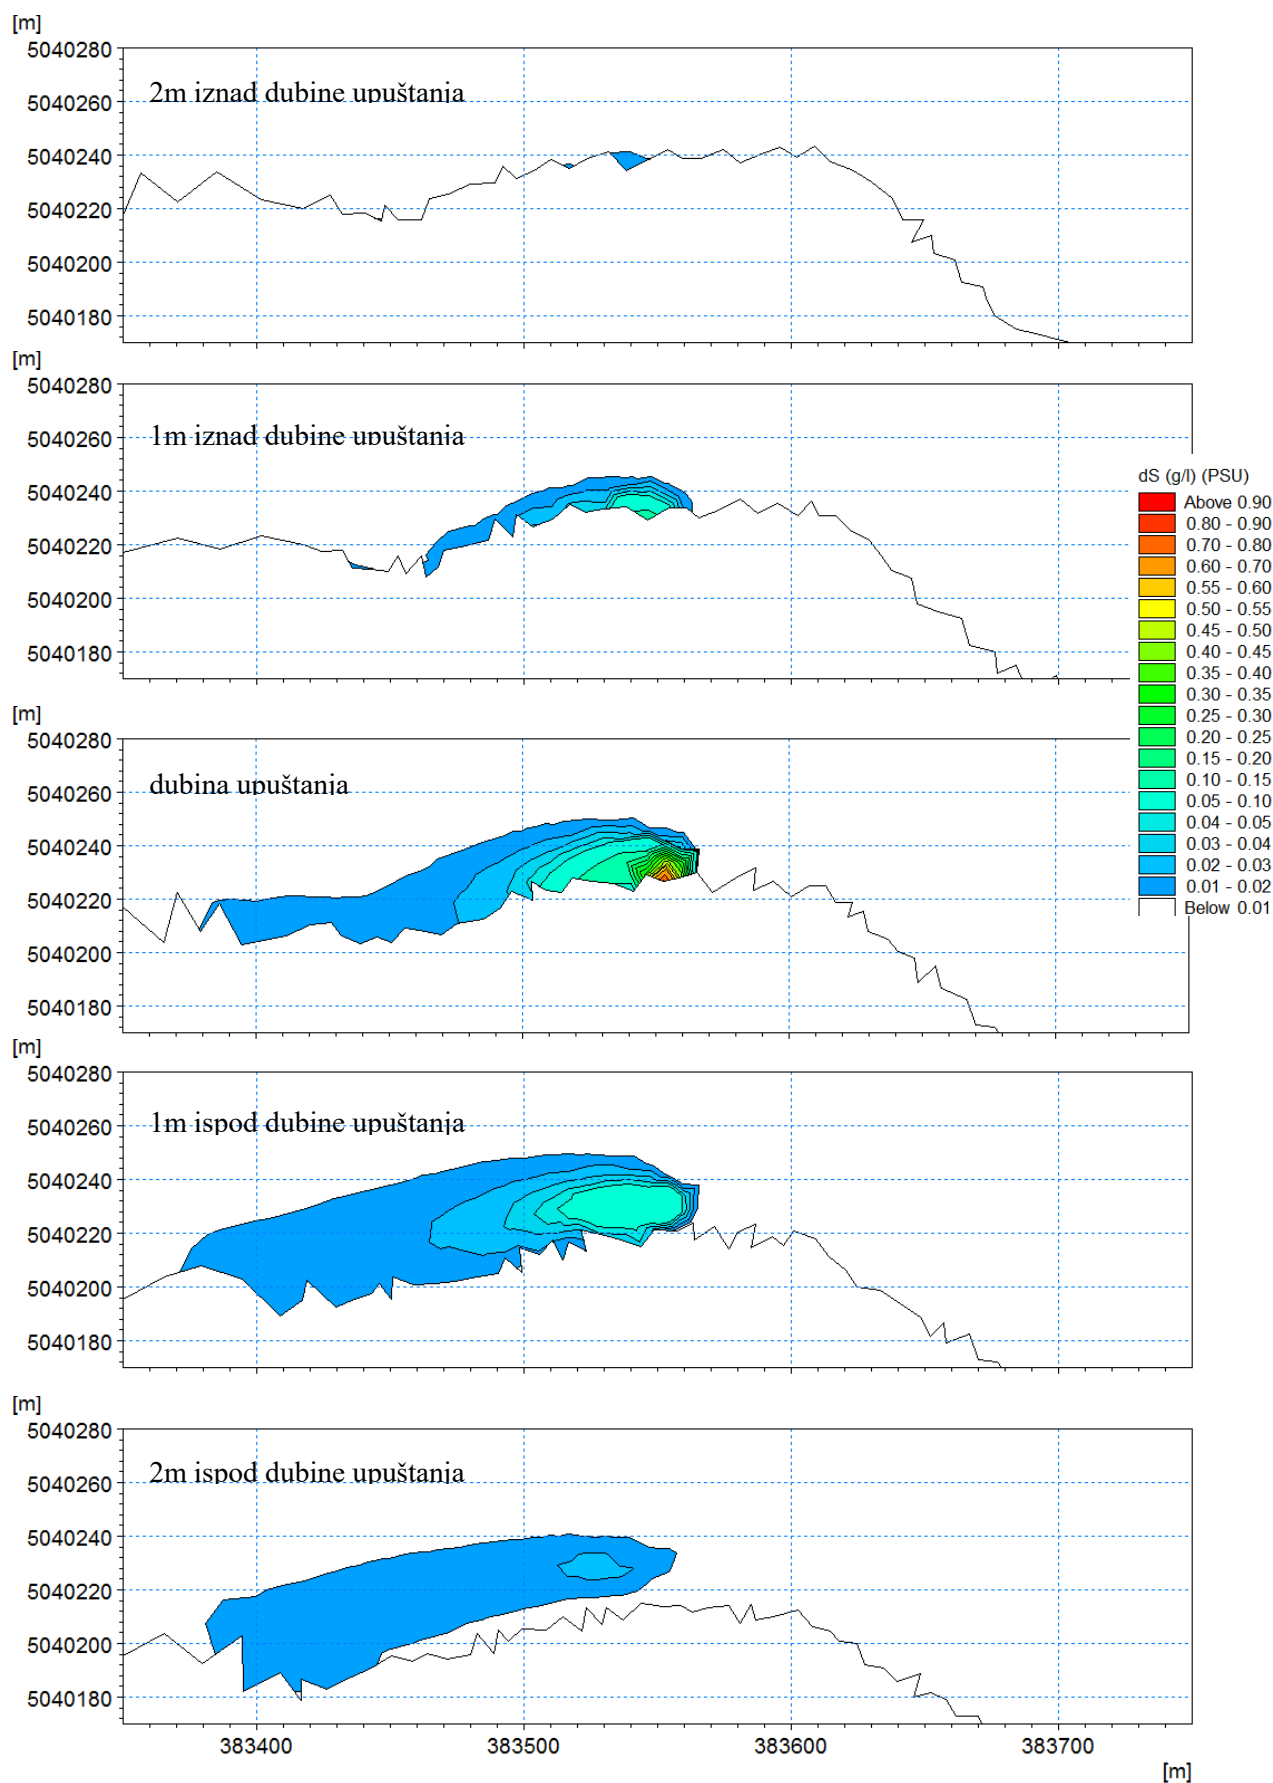 [m]
5040280
2m iznad dubine upuštanja
5040260
5040240
5040220
5040200
5040180
[m]
5040280
1m iznad dubine upuštanja
5040260
5040240
5040220
5040200
5040180
dS (g/l) (PSU)
Above 0.90
0.80 - 0.90
0.70 - 0.80
0.60 - 0.70
0.55 - 0.60
0.50 - 0.55
0.45 - 0.50
0.40 - 0.45
0.35 - 0.40
0.30 - 0.35
0.25 - 0.30
0.20 - 0.25
0.15 - 0.20
0.10 - 0.15
0.05 - 0.10
0.04 - 0.05
0.03 - 0.04
0.02 - 0.03
0.01 - 0.02
Below 0.01
[m]
5040280
dubina upuštanja
5040260
5040240
5040220
5040200
5040180
[m]
5040280
1m ispod dubine upuštanja
5040260
5040240
5040220
5040200
5040180
[m]
5040280
2m ispod dubine upuštanja
5040260
5040240
5040220
5040200
5040180
383400 383500 383600 383700
[m]